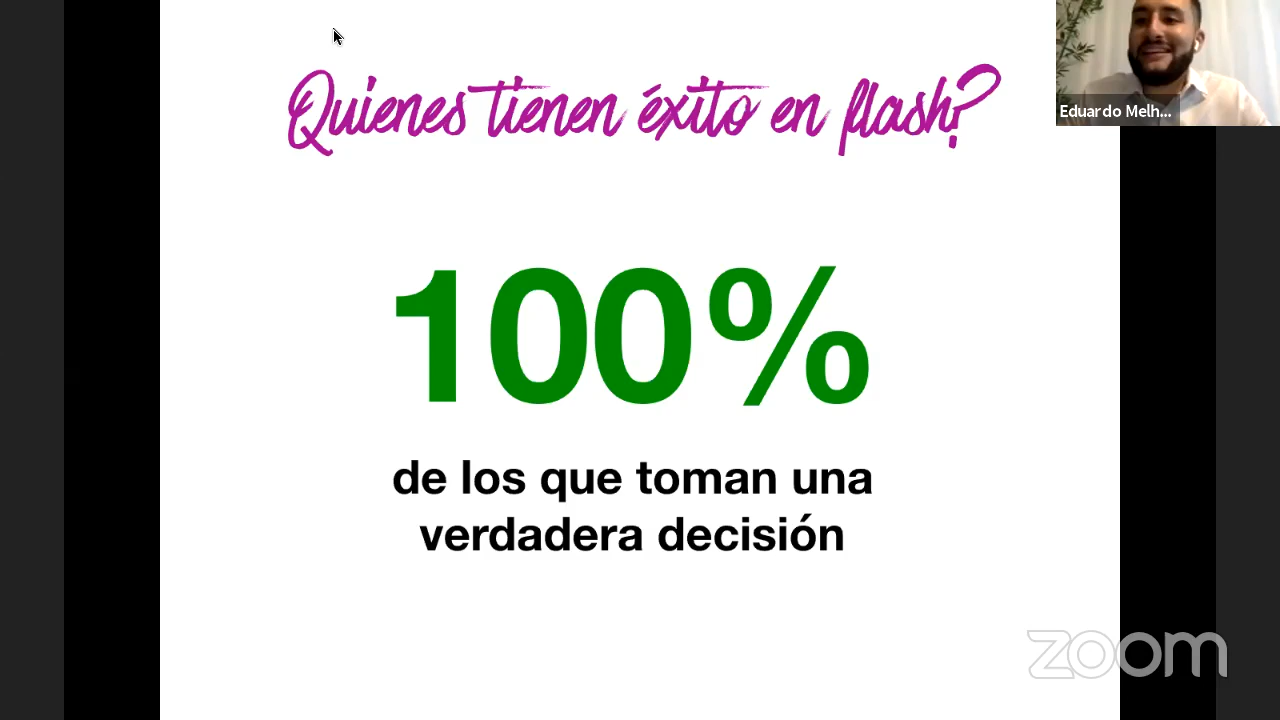 Quienes tienen éxito en flash?
Eduardo Melh...
100%
de los que toman una
verdadera decisión
zoom